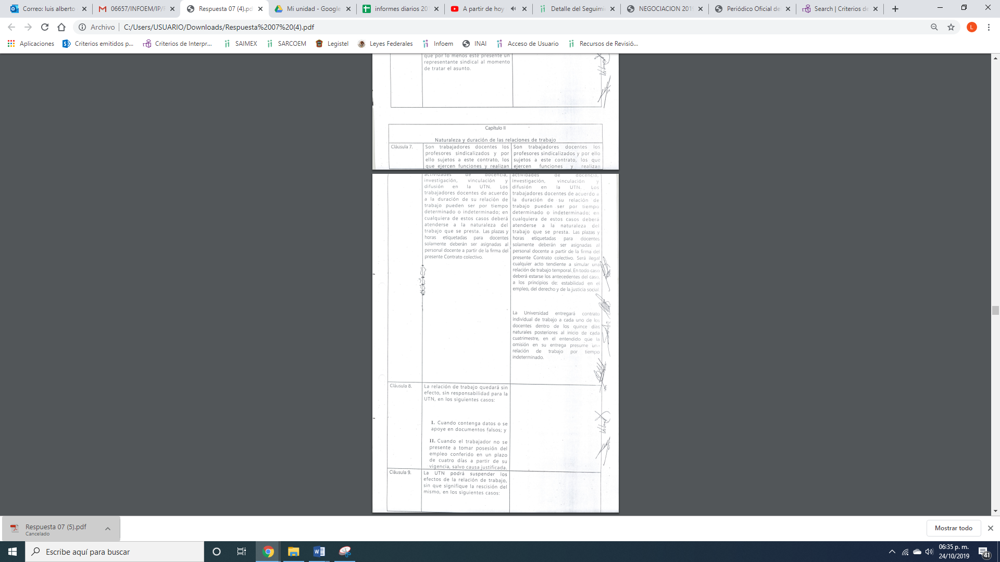 Correo: luis alberto
06657/INFOEM/IP/
Respuesta 07 (4).pd
Mi unidad - Google
informes diarios 20
A partir de hoy
Detalle del Seguimi
NEGOCIACION 2019
Periódico Oficial de
Search | Criterios de
Archivo
C:/Users/USUARIO/Downloads/Respuesta%2007%20(4).pdf
L
Aplicaciones
Criterios emitidos p...
Criterios de Interpr...
SAIMEX
SARCOEM
Legistel
Leyes Federales
Infoem
INAI
Acceso de Usuario
Recursos de Revisió...
que por lo menos esté presente un
representante sindical al momento
de tratar el asunto.
Capítulo II
Naturaleza y duración de las relaciones de trabajo
Cláusula 7.
Son trabajadores docentes los
profesores sindicalizados y por
ello sujetos a este contrato, los
que ejercen funciones y realizan
actividades de docencia,
investigación, vinculación y
difusión en la UTN. Los
trabajadores docentes de acuerdo
a la duración de su relación de
trabajo pueden ser por tiempo
determinado o indeterminado; en
cualquiera de estos casos deberá
atenderse a la naturaleza del
trabajo que se presta. Las plazas y
horas etiquetadas para docentes
solamente deberán ser asignadas al
personal docente a partir de la firma del
presente Contrato colectivo.
Son trabajadores docentes los
profesores sindicalizados y por ello
sujetos a este contrato, los que
ejercen funciones y realizan
actividades de docencia,
investigación, vinculación y
difusión en la UTN. Los
trabajadores docentes de acuerdo a
la duración de su relación de
trabajo pueden ser por tiempo
determinado o indeterminado; en
cualquiera de estos casos deberá
atenderse a la naturaleza del
trabajo que se presta. Las plazas y
horas etiquetadas para docentes
solamente deberán ser asignadas al
personal docente a partir de la firma del
presente Contrato colectivo. Será ilegal
cualquier acto tendiente a simular una
relación de trabajo temporal. En todo caso
deberá estarse los antecedentes del caso,
a los principios de: estabilidad en el
empleo, del derecho y de la justicia social.
La Universidad entregará contrato
individual de trabajo a cada uno de los
docentes dentro de los quince días
naturales posteriores al inicio de cada
cuatrimestre, en el entendido que la
omisión en su entrega presume una
relación de trabajo por tiempo
indeterminado.
Cláusula 8.
La relación de trabajo quedará sin
efecto, sin responsabilidad para la
UTN, en los siguientes casos:
I. Cuando contenga datos o se
apoye en documentos falsos; y
II. Cuando el trabajador no se
presente a tomar posesión del
empleo conferido en un plazo
de cuatro días a partir de su
vigencia, salvo causa justificada.
Cláusula 9.
La UTN podrá suspender los
efectos de la relación de trabajo,
sin que signifique la rescisión del
mismo, en los siguientes casos:
Respuesta 07 (5).pdf
Cancelado
Mostrar todo
Escribe aquí para buscar
06:35 p. m.
24/10/2019
41